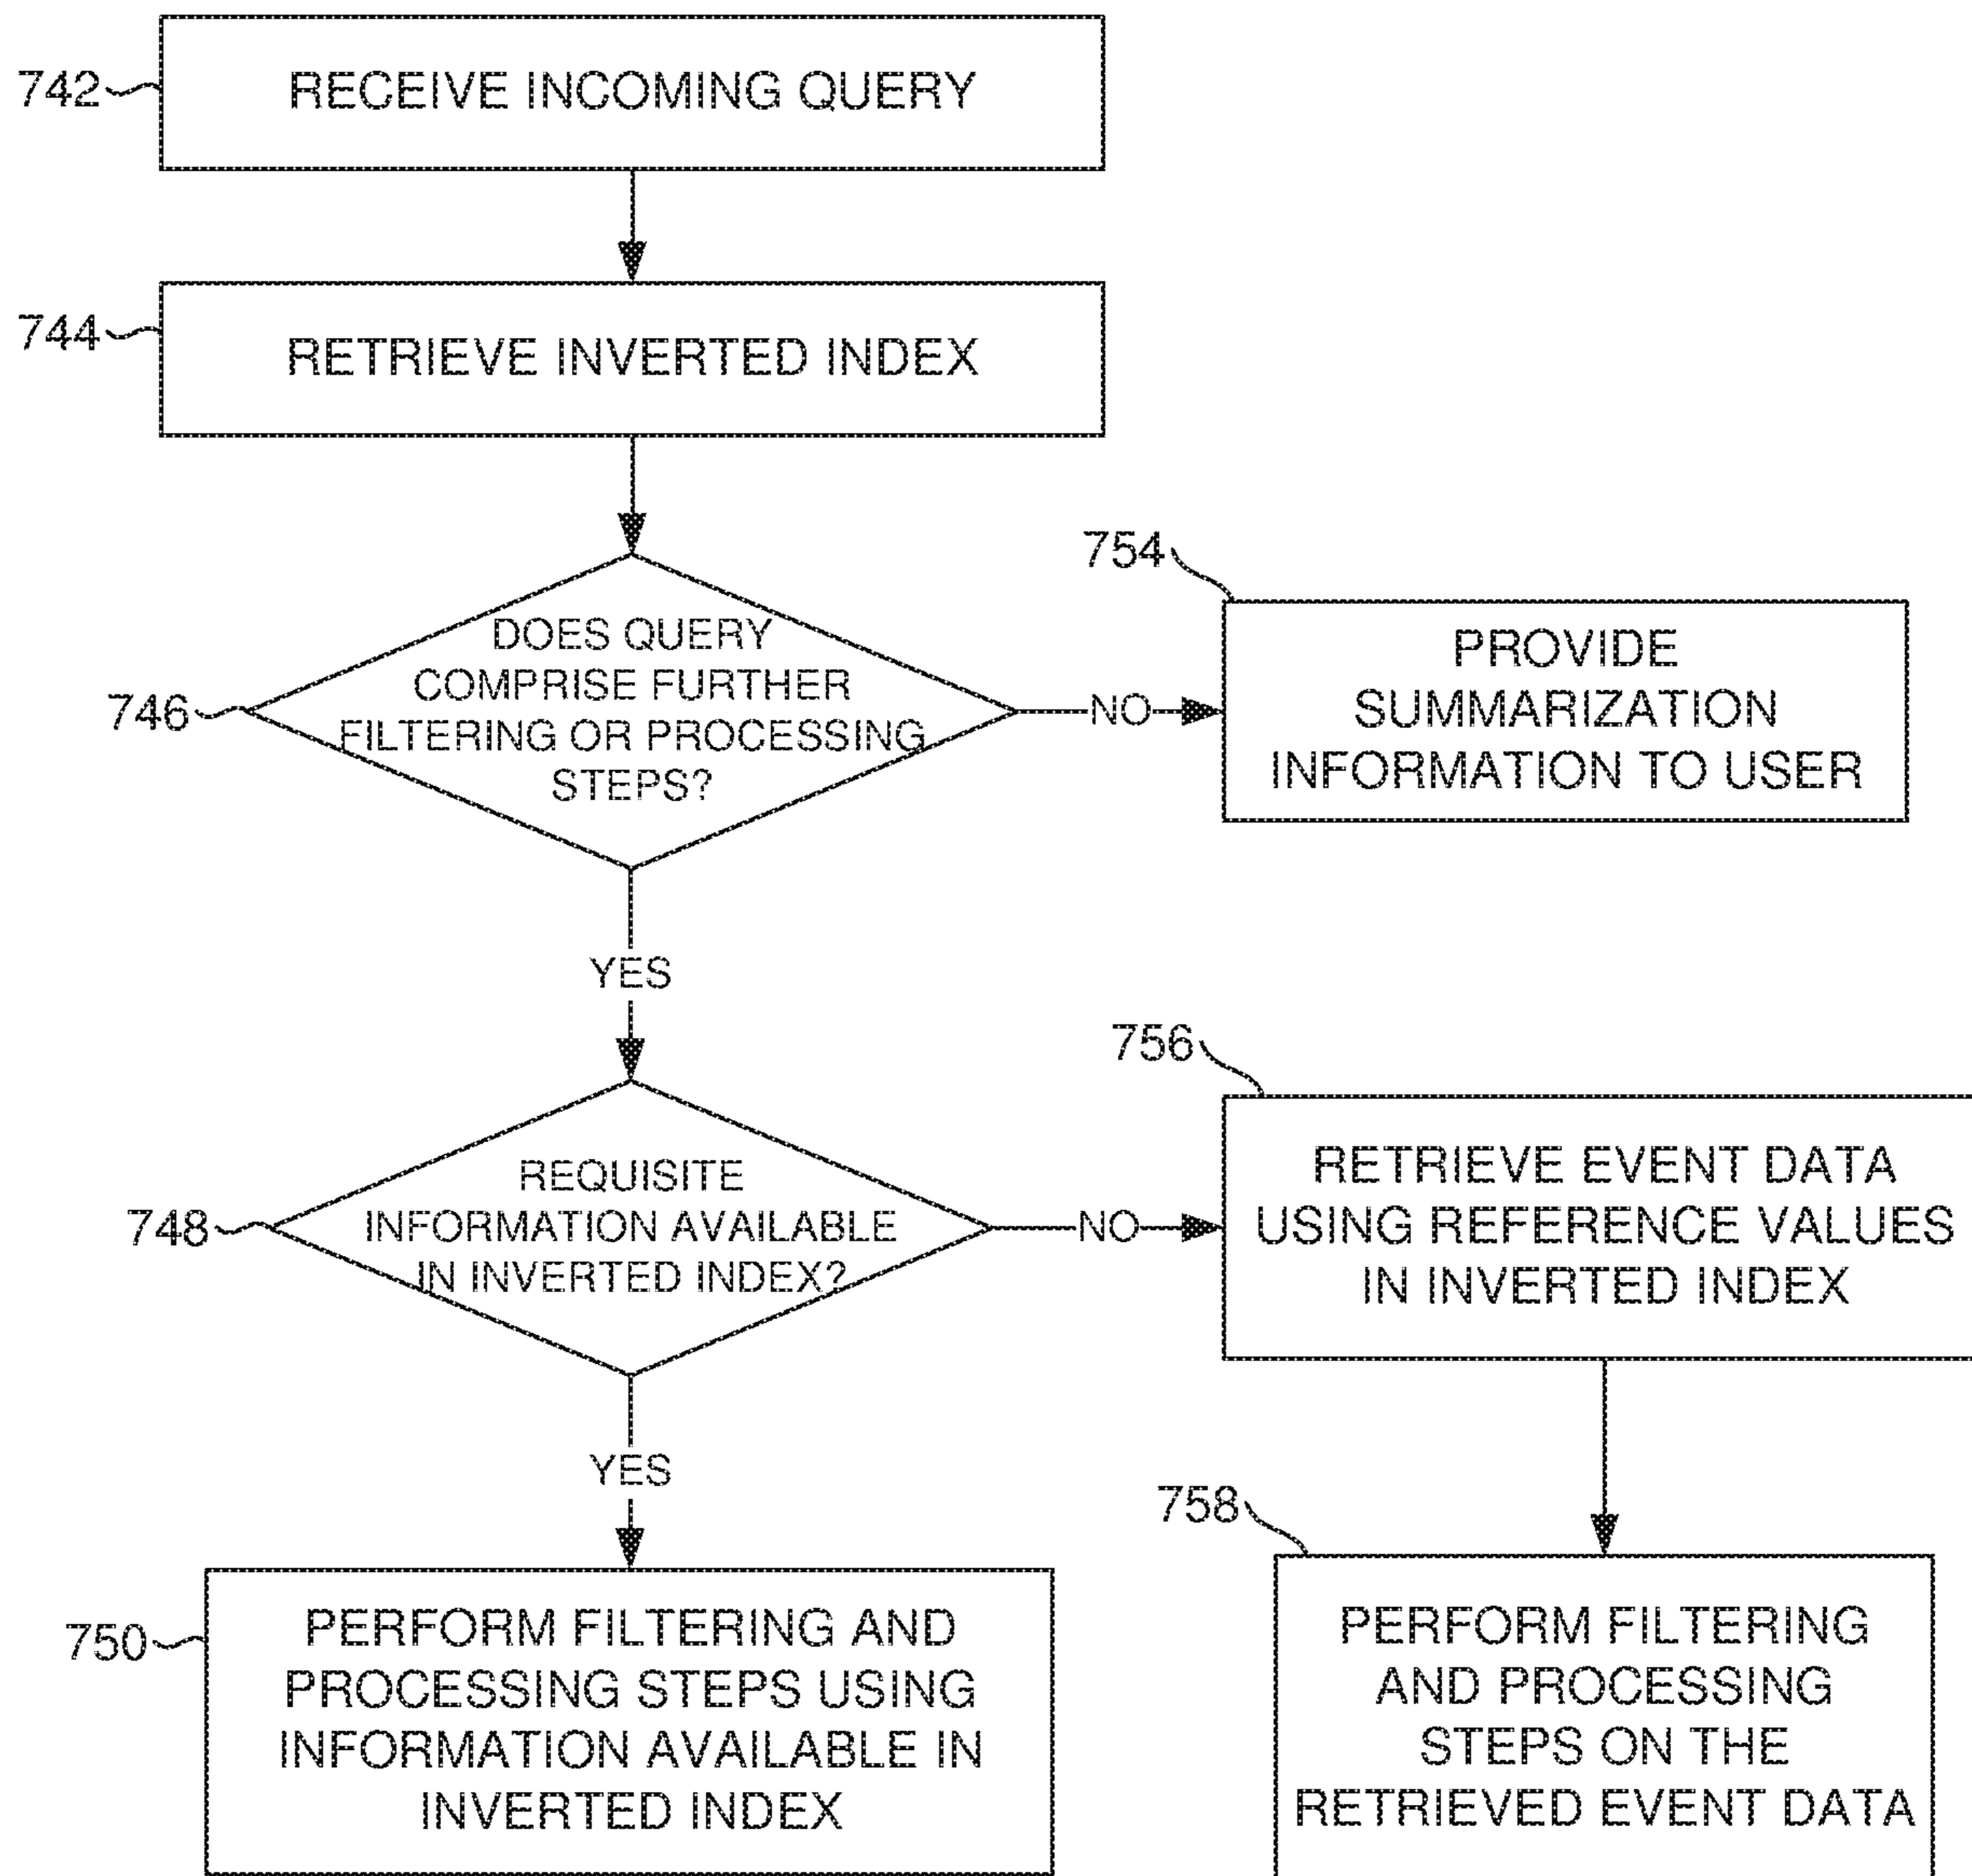 742
RECEIVE INCOMING QUERY
744
RETRIEVE INVERTED INDEX
746
DOES QUERY
COMPRISE FURTHER
FILTERING OR PROCESSING
STEPS?
NO
754
PROVIDE
SUMMARIZATION
INFORMATION TO USER
YES
748
REQUISITE
INFORMATION AVAILABLE
IN INVERTED INDEX?
NO
756
RETRIEVE EVENT DATA
USING REFERENCE VALUES
IN INVERTED INDEX
YES
750
PERFORM FILTERING AND
PROCESSING STEPS USING
INFORMATION AVAILABLE IN
INVERTED INDEX
758
PERFORM FILTERING
AND PROCESSING
STEPS ON THE
RETRIEVED EVENT DATA